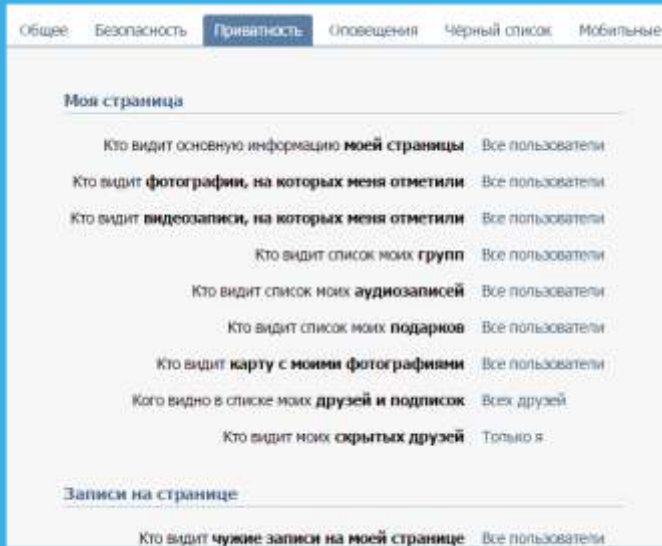 Общее Безопасность Приватность Оповещения Чёрный список Мобильные
Моя страница
Кто видит основную информацию моей страницы Все пользователи
Кто видит фотографии, на которых меня отметили Все пользователи
Кто видит видеозаписи, на которых меня отметили Все пользователи
Кто видит список моих групп Все пользователи
Кто видит список моих аудиозаписей Все пользователи
Кто видит список моих подарков Все пользователи
Кто видит карту с моими фотографиями Все пользователи
Кого видно в списке моих друзей и подписок Всех друзей
Кто видит моих скрытых друзей Только я
Записи на странице
Кто видит чужие записи на моей странице Все пользователи